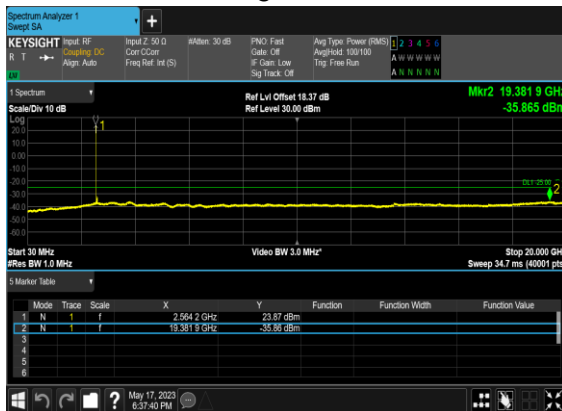 Spectrum Analyzer 1
Swept SA
+
KEYSIGHT Input: RF Input Z: 50 Ω #Atten: 30 dB PNO: Fast Avg Type: Power (RMS) 1 2 3 4 5 6
R T Coupling: DC Corr CCorr Gate: Off Avg|Hold: 100/100 A W W W W W
Align: Auto Freq Ref: Int (S) IF Gain: Low Trig: Free Run
Sig Track: Off A N N N N N
1 Spectrum Ref Lvl Offset 18.37 dB Mkr2 19.381 9 GHz
Scale/Div 10 dB Ref Level 30.00 dBm -35.865 dBm
Log
20.0
10.0
0.00
-10.0
-20.0
-30.0
-40.0
-50.0
-60.0
1
DL1 -25.00
2
Start 30 MHz Video BW 3.0 MHz* Stop 20.000 GH
#Res BW 1.0 MHz Sweep 34.7 ms (40001 pts
5 Marker Table
Mode Trace Scale X Y Function Function Width Function Value
1 N 1 f 2.564 2 GHz 23.87 dBm
2 N 1 f 19.381 9 GHz -35.86 dBm
3
4
5
6
? May 17, 2023
6:37:40 PM